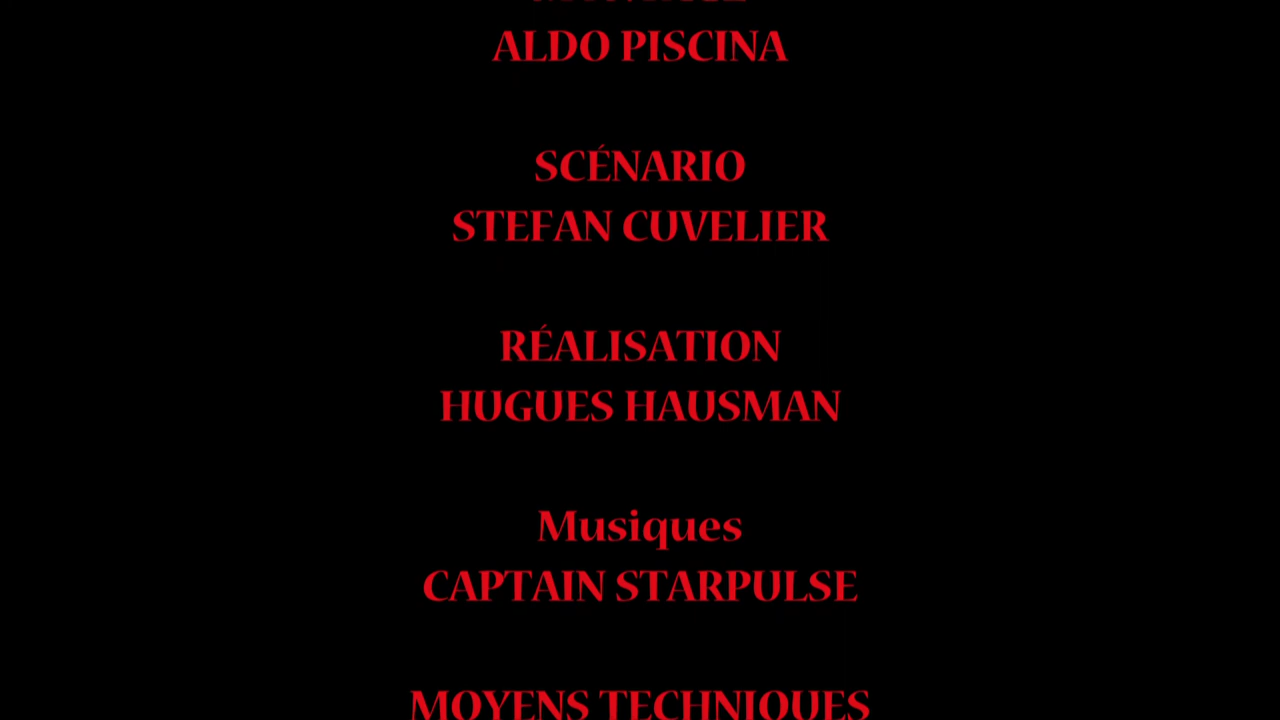 ALDO PISCINA
SCÉNARIO
STEFAN CUVELIER
RÉALISATION
HUGUES HAUSMAN
Musiques
CAPTAIN STARPULSE
MOYENS TECHNIQUES